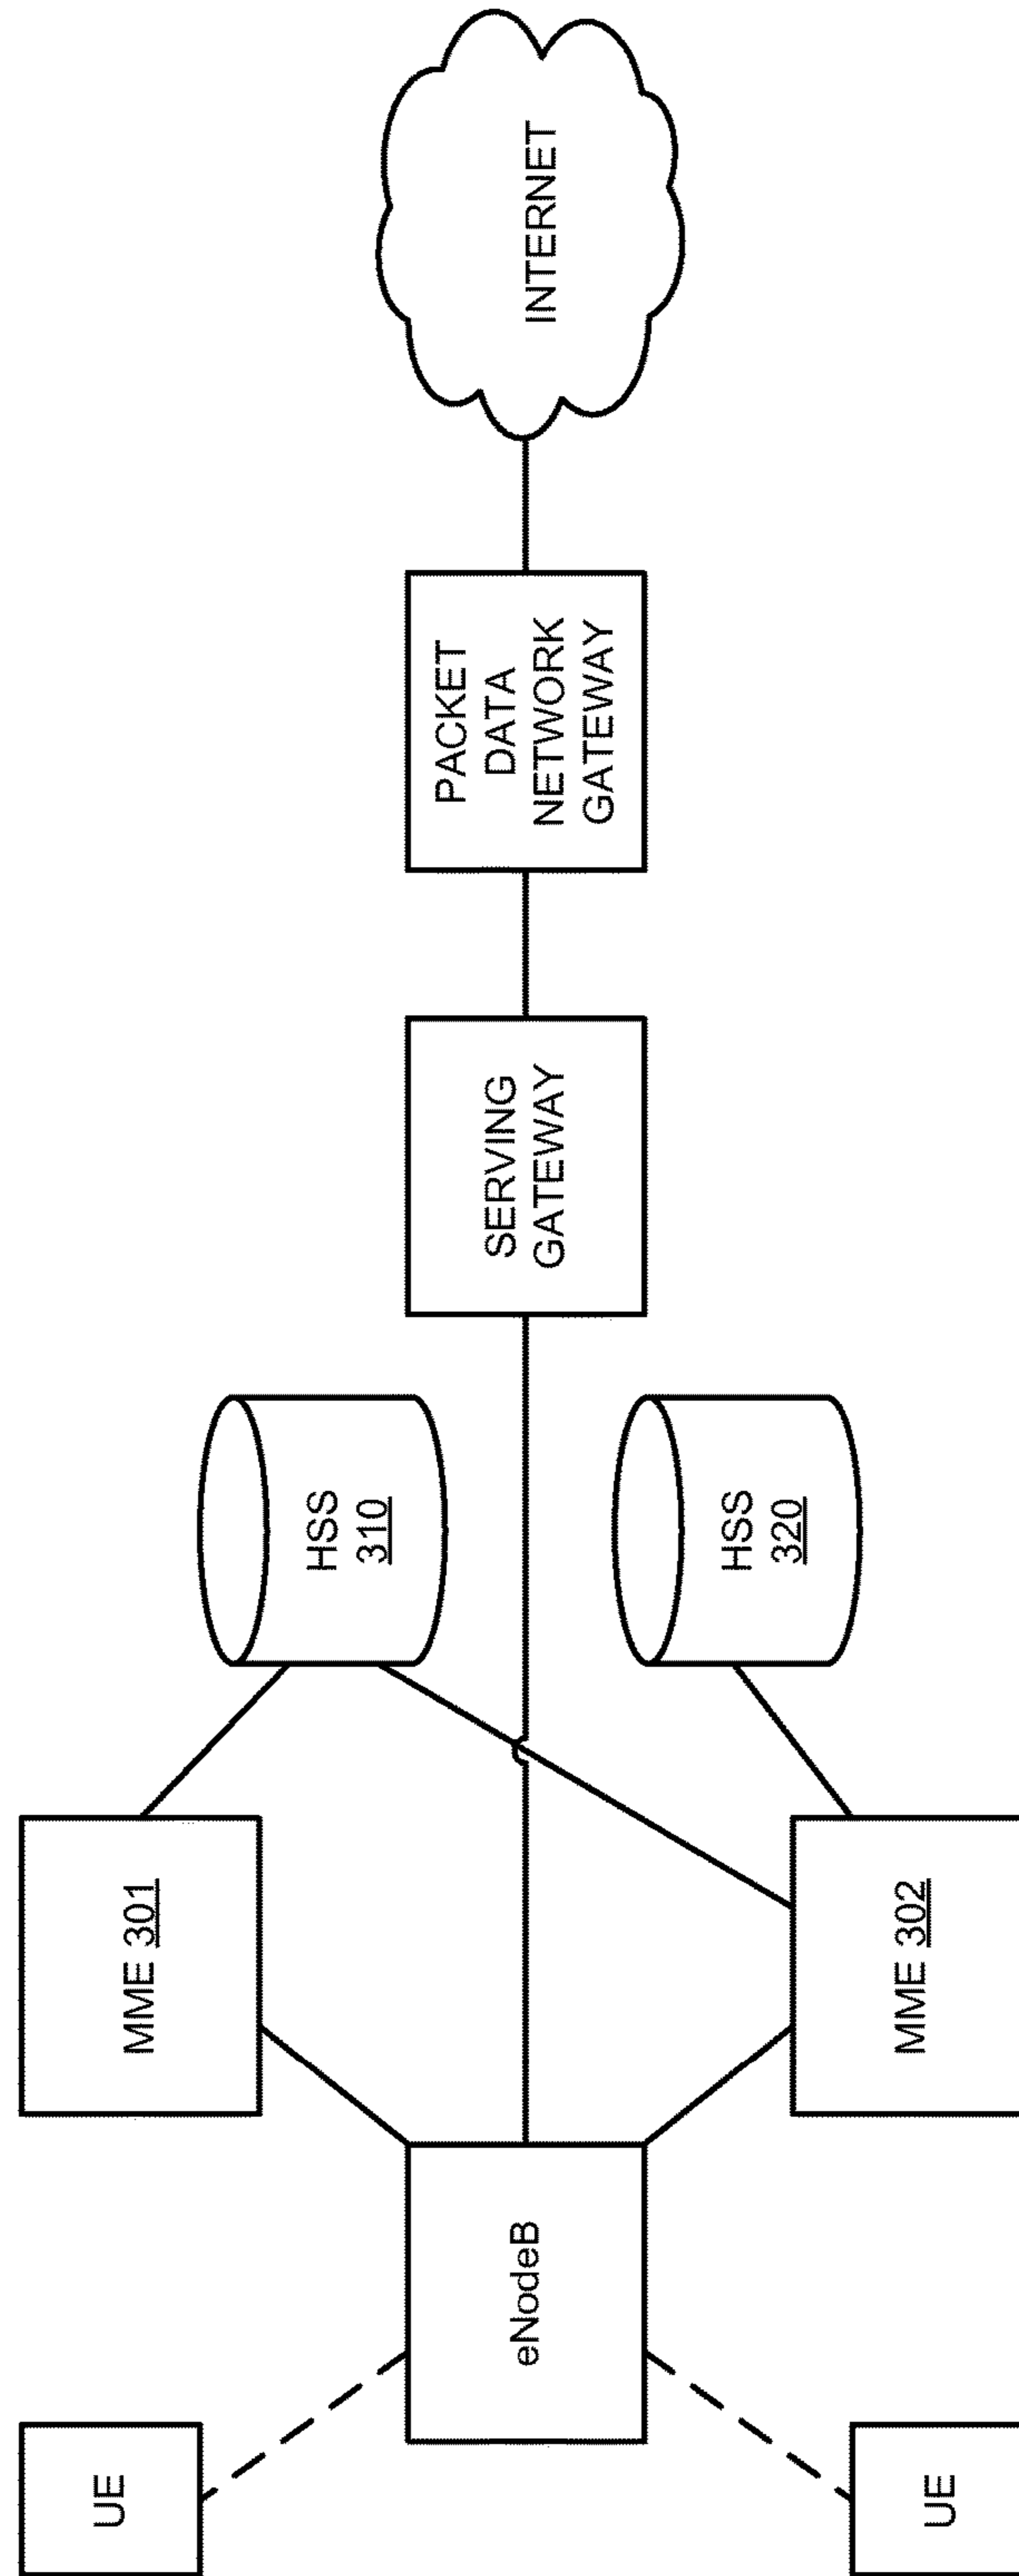 UE
UE
eNodeB
MME 301
MME 302
HSS
310
HSS
320
SERVING
GATEWAY
PACKET
DATA
NETWORK
GATEWAY
INTERNET